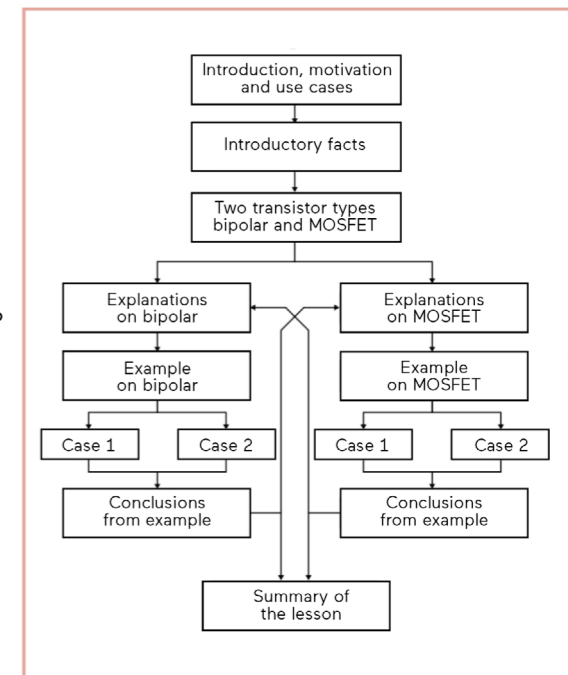 Introduction, motivation
and use cases
Introductory facts
Two transistor types
bipolar and MOSFET
Explanations
on bipolar
Explanations
on MOSFET
Example
on bipolar
Example
on MOSFET
Case 1
Case 2
Case 1
Case 2
Conclusions
from example
Conclusions
from example
Summary of
the lesson